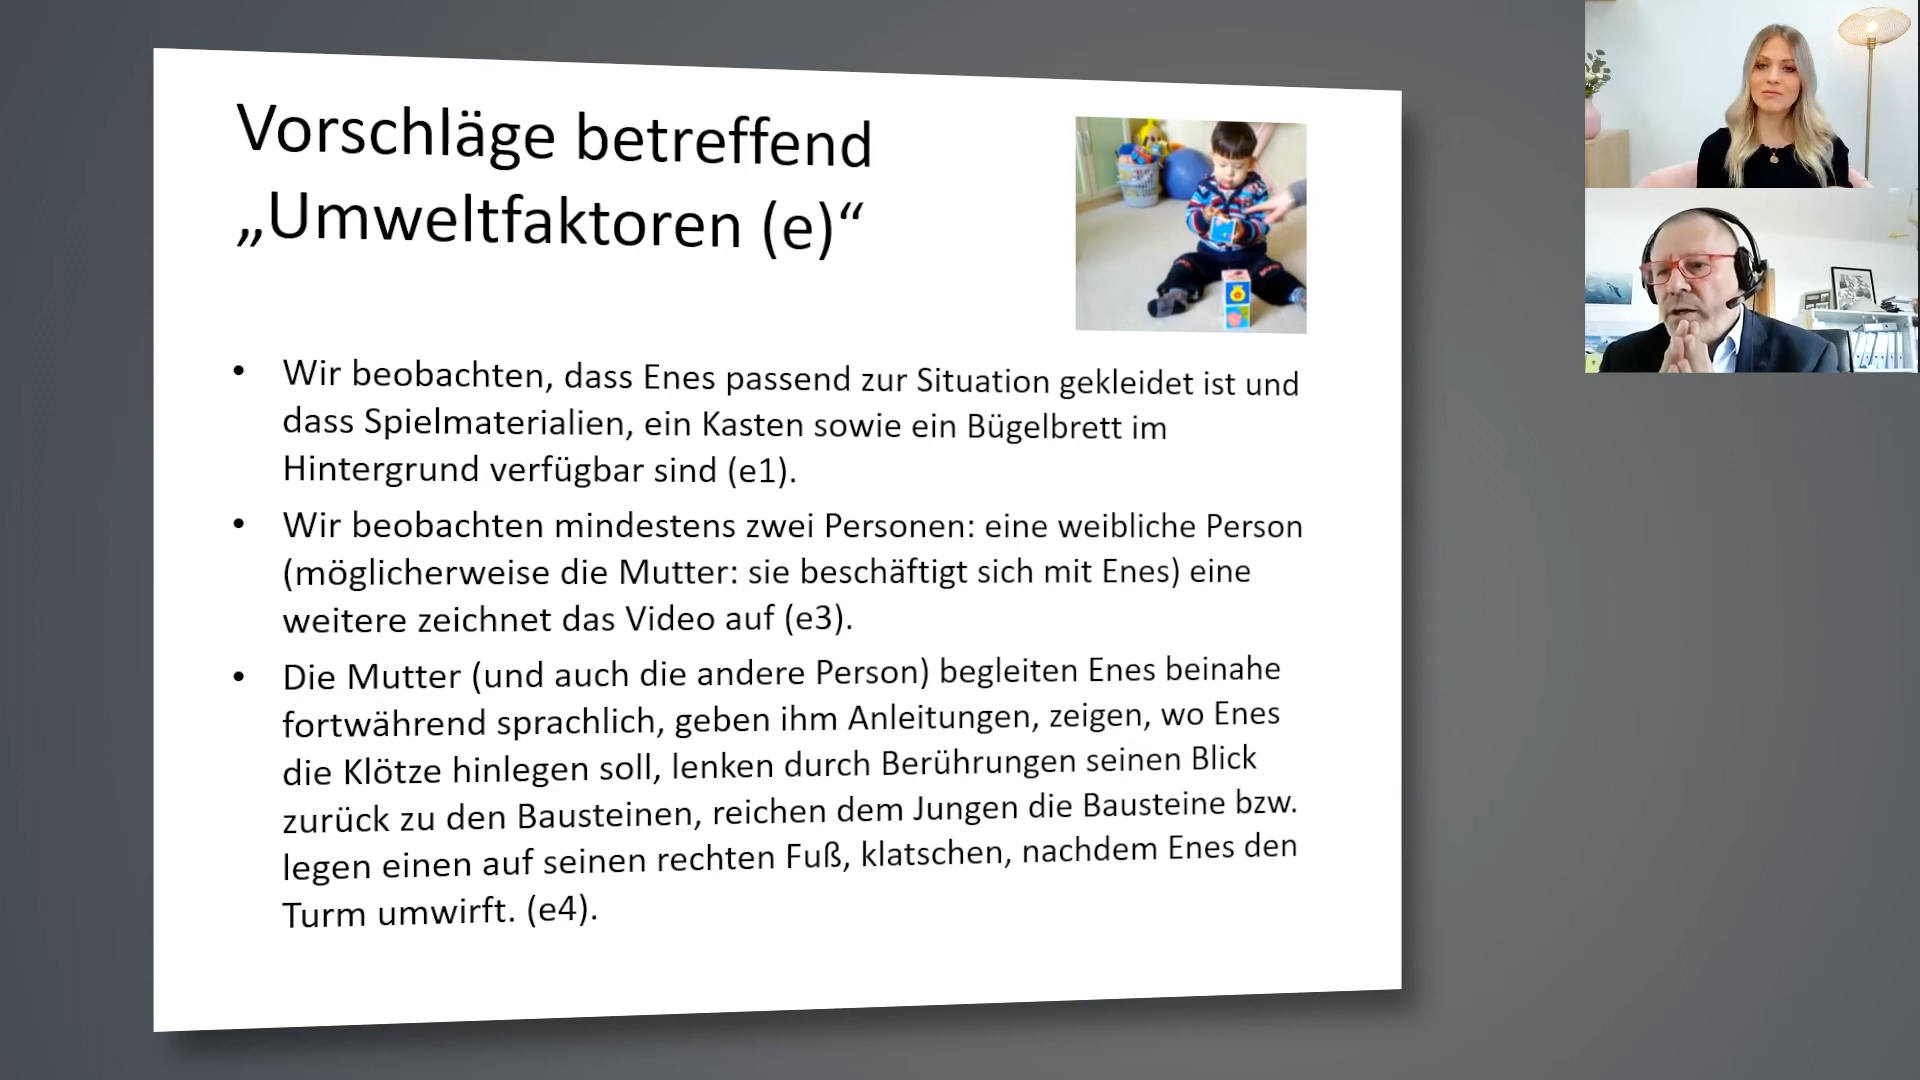 Vorschläge betreffend
„Umweltfaktoren (e)“
• Wir beobachten, dass Enes passend zur Situation gekleidet ist und
dass Spielmaterialien, ein Kasten sowie ein Bügelbrett im
Hintergrund verfügbar sind (e1).
• Wir beobachten mindestens zwei Personen: eine weibliche Person
(möglicherweise die Mutter: sie beschäftigt sich mit Enes) eine
weitere zeichnet das Video auf (e3).
• Die Mutter (und auch die andere Person) begleiten Enes beinahe
fortwährend sprachlich, geben ihm Anleitungen, zeigen, wo Enes
die Klötze hinlegen soll, lenken durch Berührungen seinen Blick
zurück zu den Bausteinen, reichen dem Jungen die Bausteine bzw.
legen einen auf seinen rechten Fuß, klatschen, nachdem Enes den
Turm umwirft. (e4).